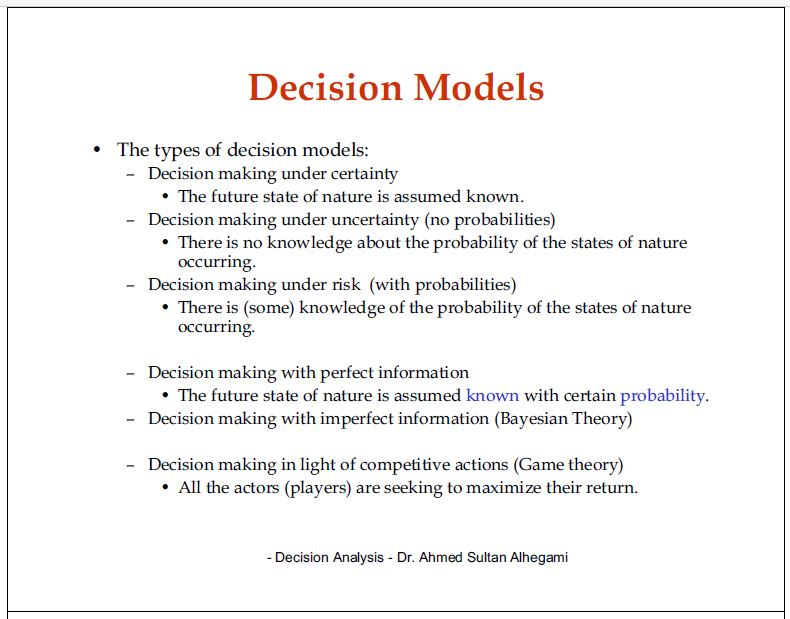 Decision Models
• The types of decision models:
– Decision making under certainty
• The future state of nature is assumed known.
– Decision making under uncertainty (no probabilities)
• There is no knowledge about the probability of the states of nature
occurring.
– Decision making under risk (with probabilities)
• There is (some) knowledge of the probability of the states of nature
occurring.
– Decision making with perfect information
• The future state of nature is assumed known with certain probability.
– Decision making with imperfect information (Bayesian Theory)
– Decision making in light of competitive actions (Game theory)
• All the actors (players) are seeking to maximize their return.
- Decision Analysis - Dr. Ahmed Sultan Alhegami